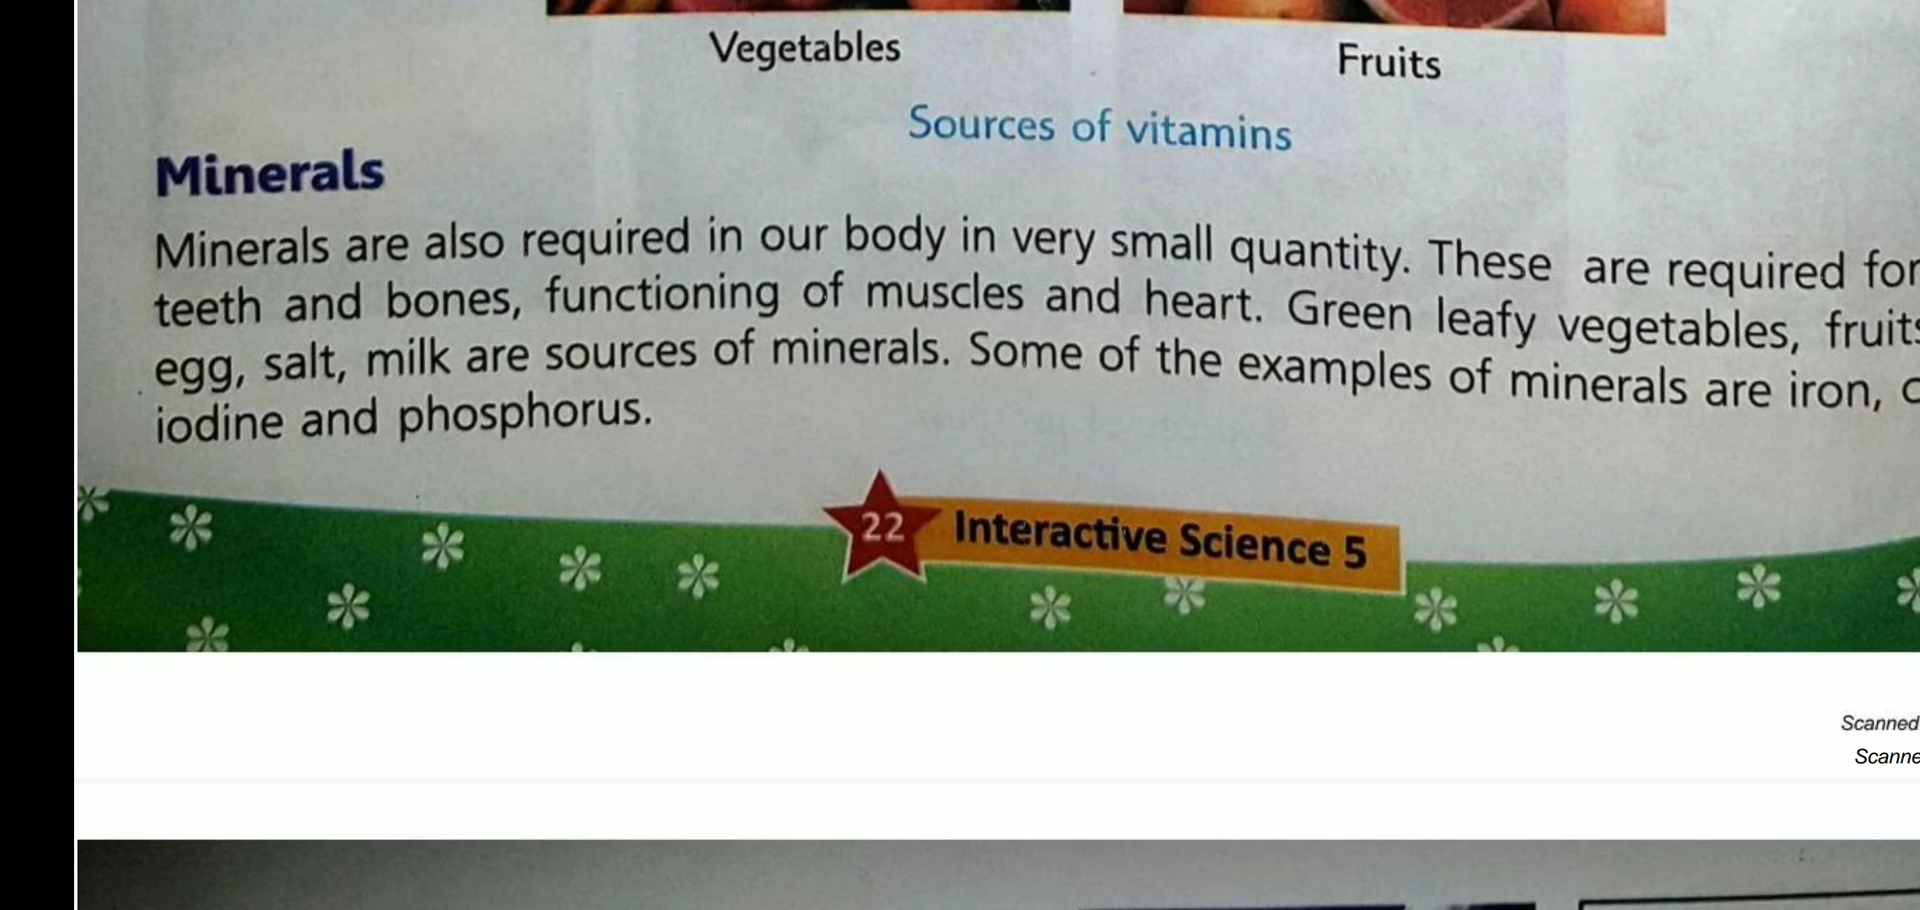 Vegetables
Fruits
Sources of vitamins
Minerals
Minerals are also required in our body in very small quantity. These are required for
teeth and bones, functioning of muscles and heart. Green leafy vegetables, fruits
egg, salt, milk are sources of minerals. Some of the examples of minerals are iron,
iodine and phosphorus.
22 Interactive Science 5
Scanned
Scanne